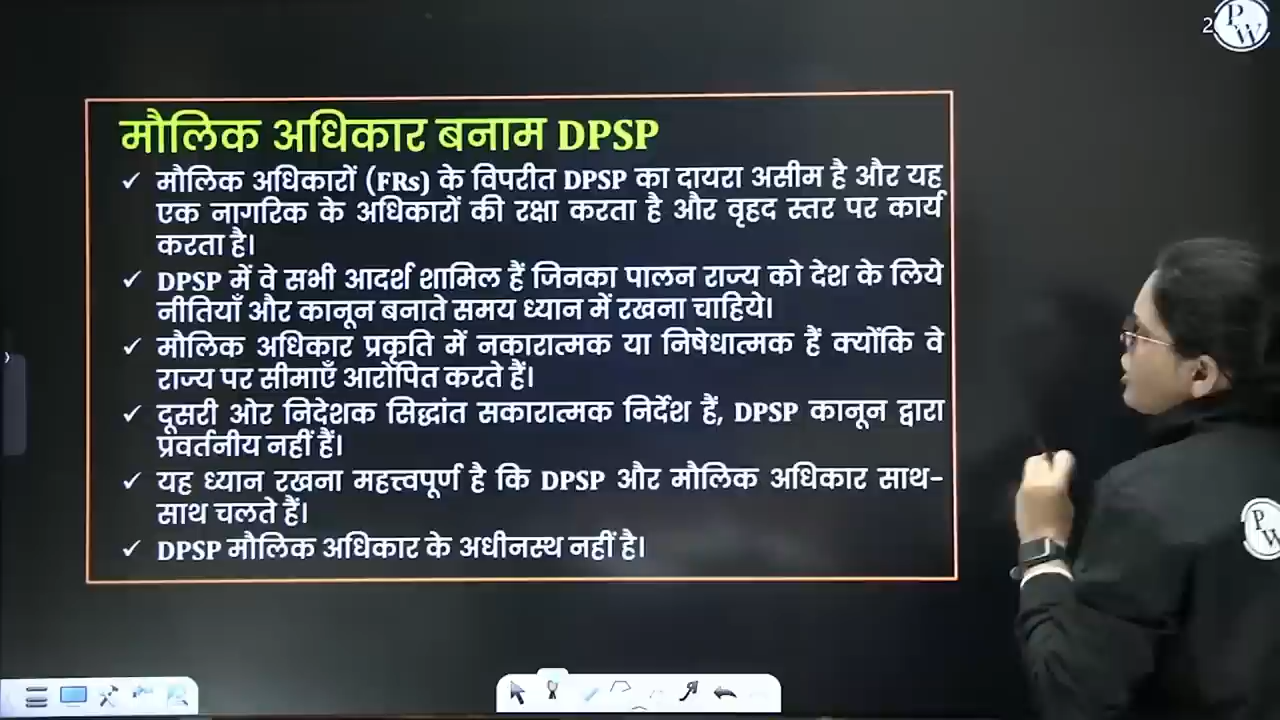 2
P
W
मौलिक अधिकार बनाम DPSP
✓ मौलिक अधिकारों (FRs) के विपरीत DPSP का दायरा असीम है और यह
एक नागरिक के अधिकारों की रक्षा करता है और वृहद स्तर पर कार्य
करता है।
✓ DPSP में वे सभी आदर्श शामिल हैं जिनका पालन राज्य को देश के लिये
नीतियाँ और कानून बनाते समय ध्यान में रखना चाहिये।
✓ मौलिक अधिकार प्रकृति में नकारात्मक या निषेधात्मक हैं क्योंकि वे
राज्य पर सीमाएँ आरोपित करते हैं।
✓ दूसरी ओर निदेशक सिद्धांत सकारात्मक निर्देश हैं, DPSP कानून द्वारा
प्रवर्तनीय नहीं हैं।
✓ यह ध्यान रखना महत्त्वपूर्ण है कि DPSP और मौलिक अधिकार साथ-
साथ चलते हैं।
✓ DPSP मौलिक अधिकार के अधीनस्थ नहीं है।
P
W